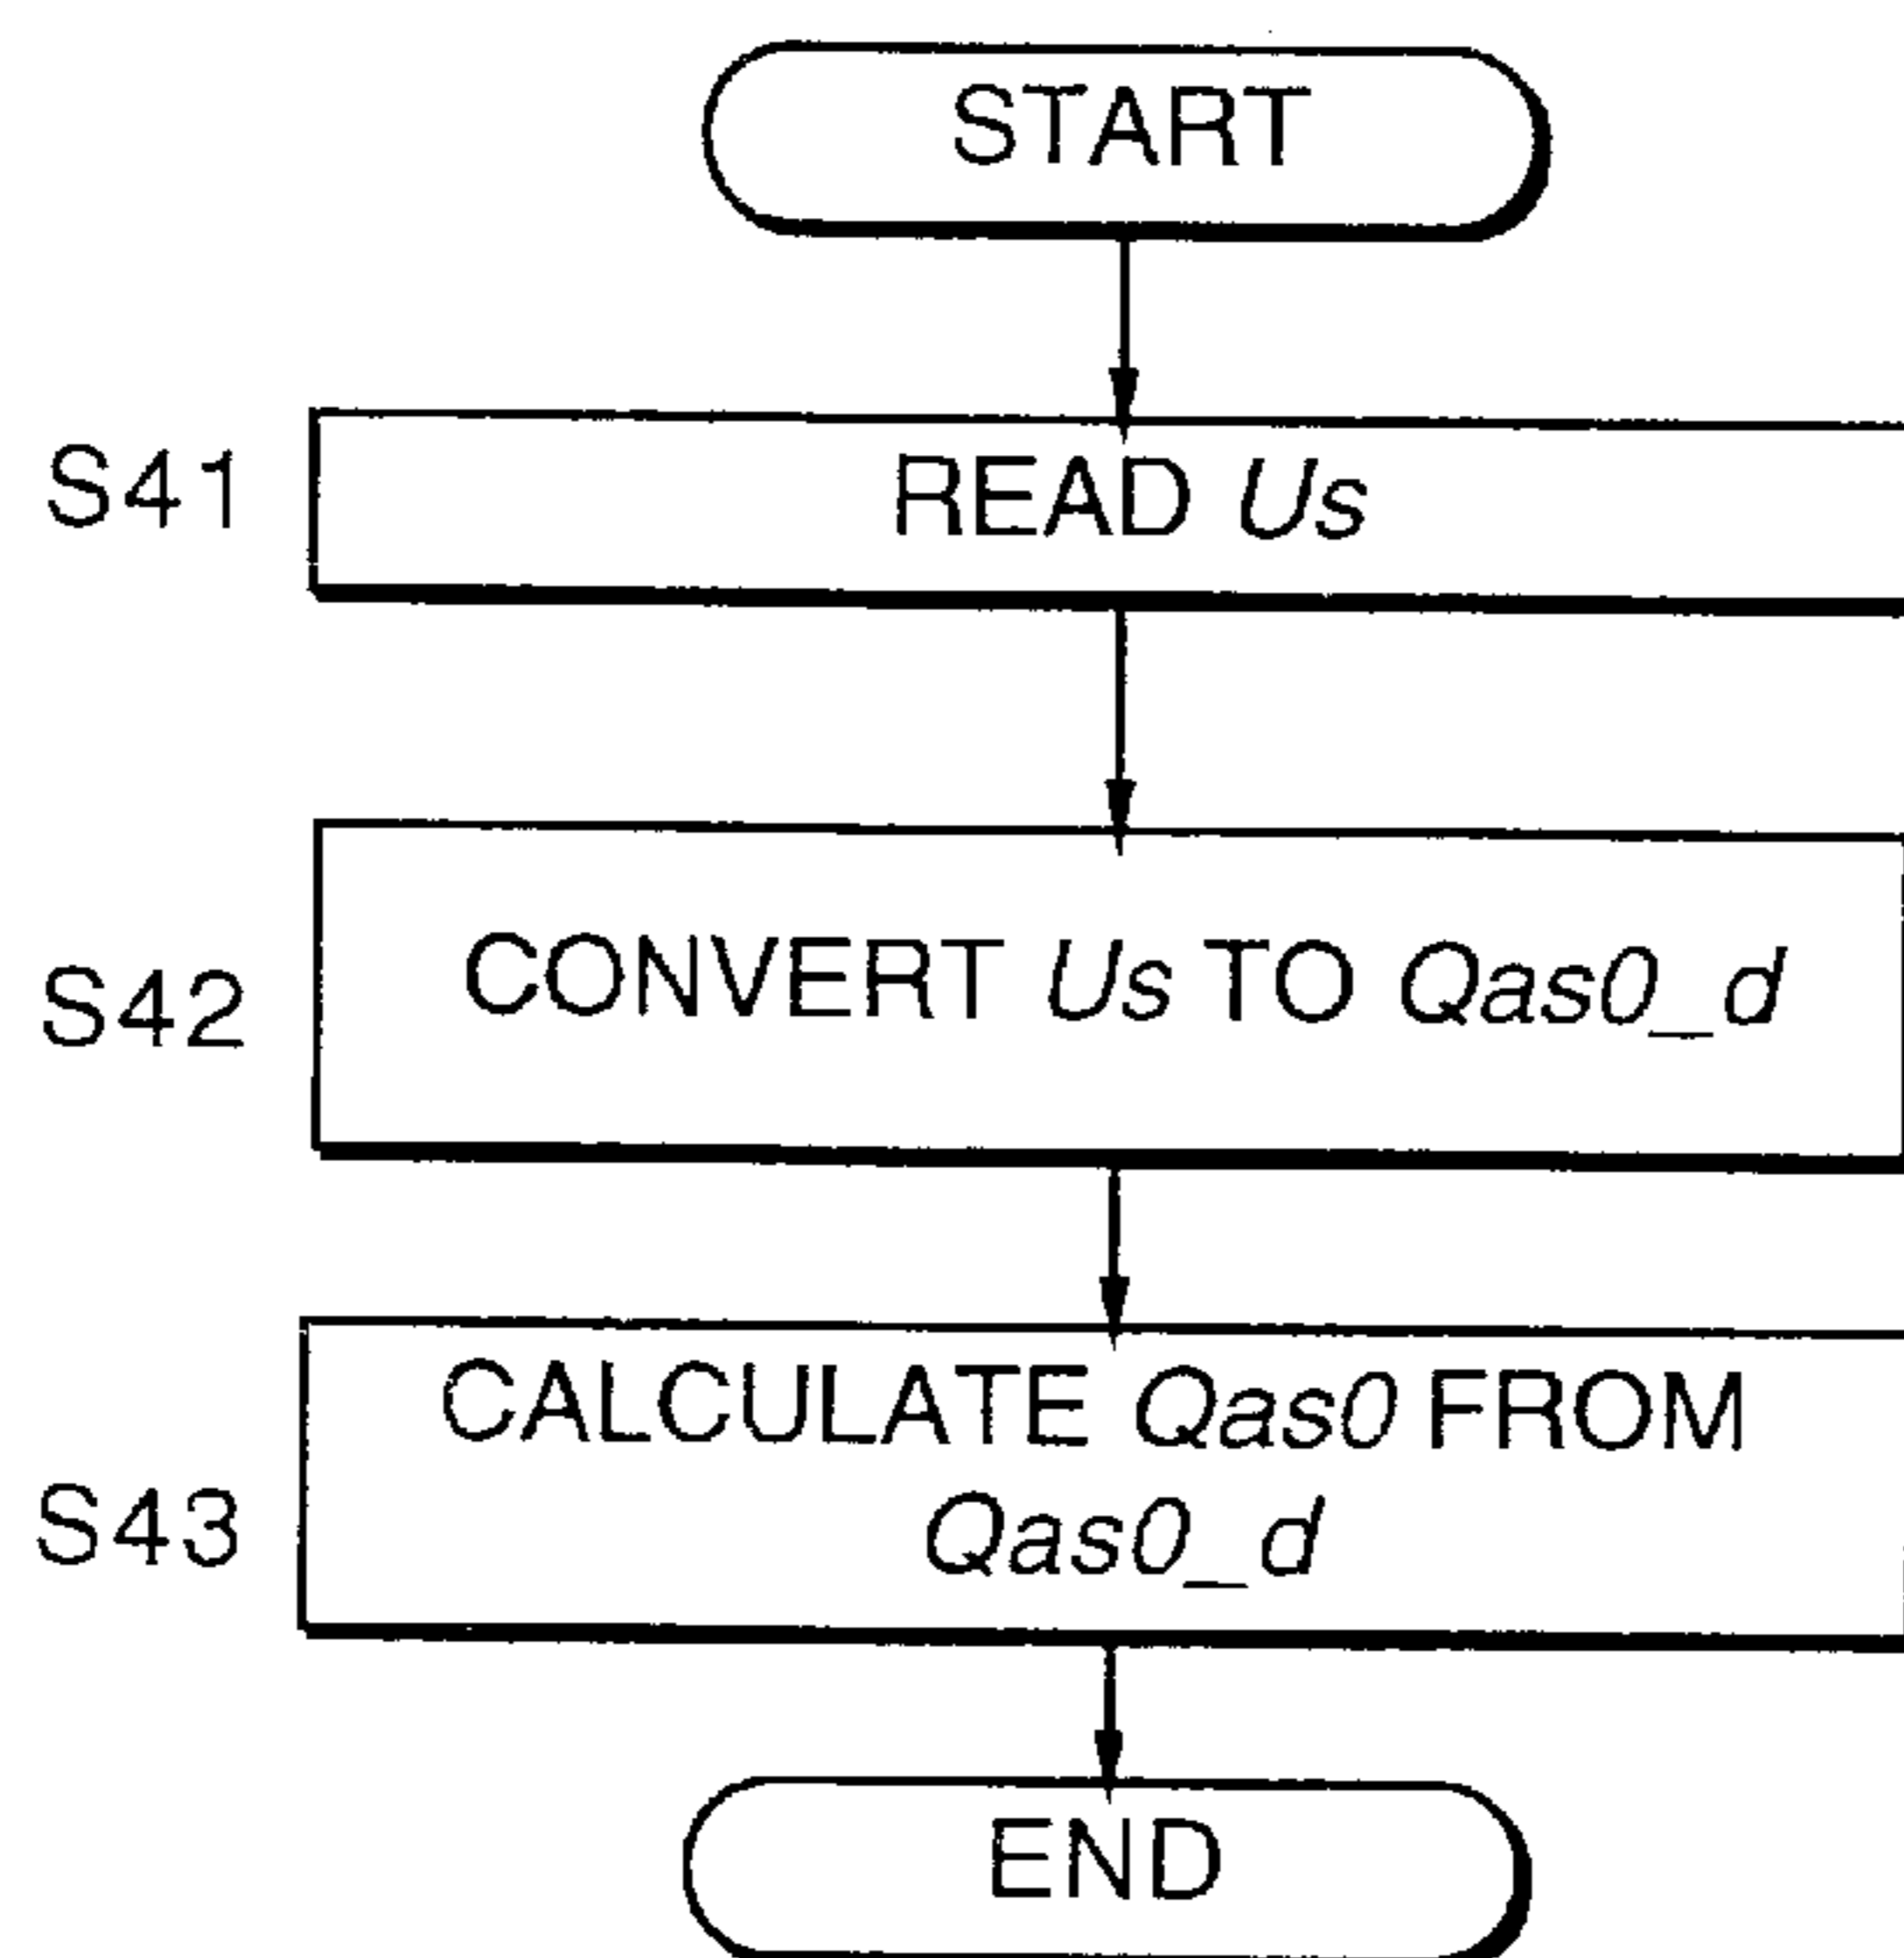 START
S41 READ Us
S42 CONVERT Us TO Qas0_d
S43 CALCULATE Qas0 FROM
Qas0_d
END